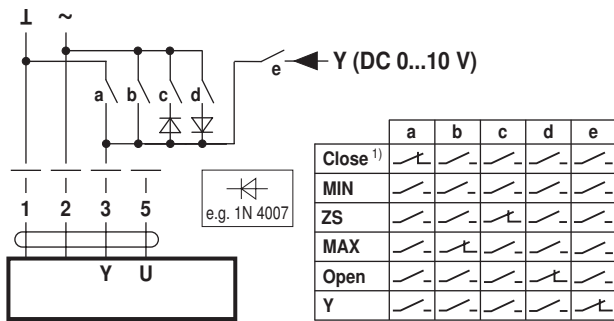 ⊥ ~
a b c d e
Y (DC 0...10 V)
1 2 3 5
Y U
e.g. 1N 4007
a b c d e
Close 1)
MIN
ZS
MAX
Open
Y